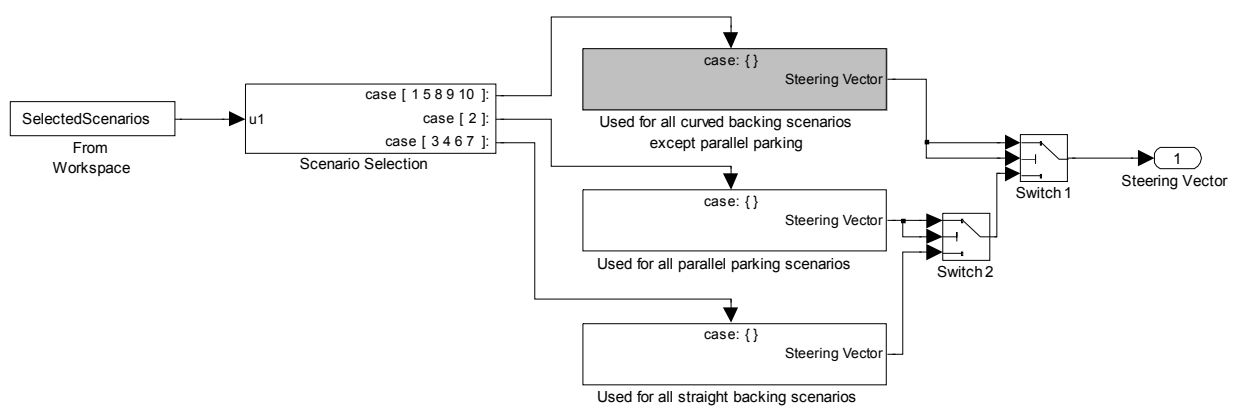 case: { }
Steering Vector
Used for all curved backing scenarios
except parallel parking
SelectedScenarios
From
Workspace
u1
case [ 1 5 8 9 10 ]:
case [ 2 ]:
case [ 3 4 6 7 ]:
Scenario Selection
case: { }
Steering Vector
Used for all parallel parking scenarios
case: { }
Steering Vector
Used for all straight backing scenarios
Switch 2
Switch 1
1
Steering Vector